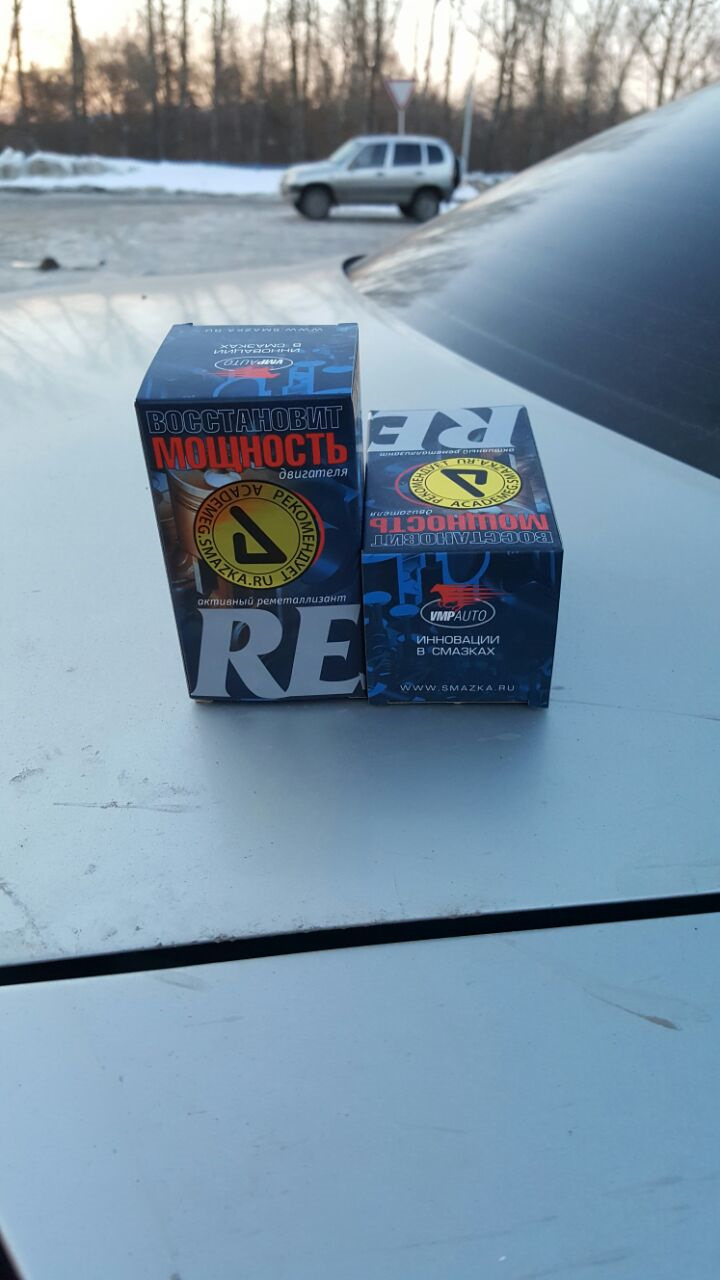 WWW.SMAZKA.RU
ИННОВАЦИИ
В СМАЗКАХ
VMPAUTO
ВОССТАНОВИТ
МОЩНОСТЬ
двигателя
РЕКОМЕНДУЕТ ACADEMEG.SMAZKA.RU
активный реметаллизант
RE
RE
активный реметаллизант
РЕКОМЕНДУЕТ ACADEMEG.SMAZKA.RU
двигателя
МОЩНОСТЬ
ВОССТАНОВИТ
VMPAUTO
ИННОВАЦИИ
В СМАЗКАХ
WWW.SMAZKA.RU